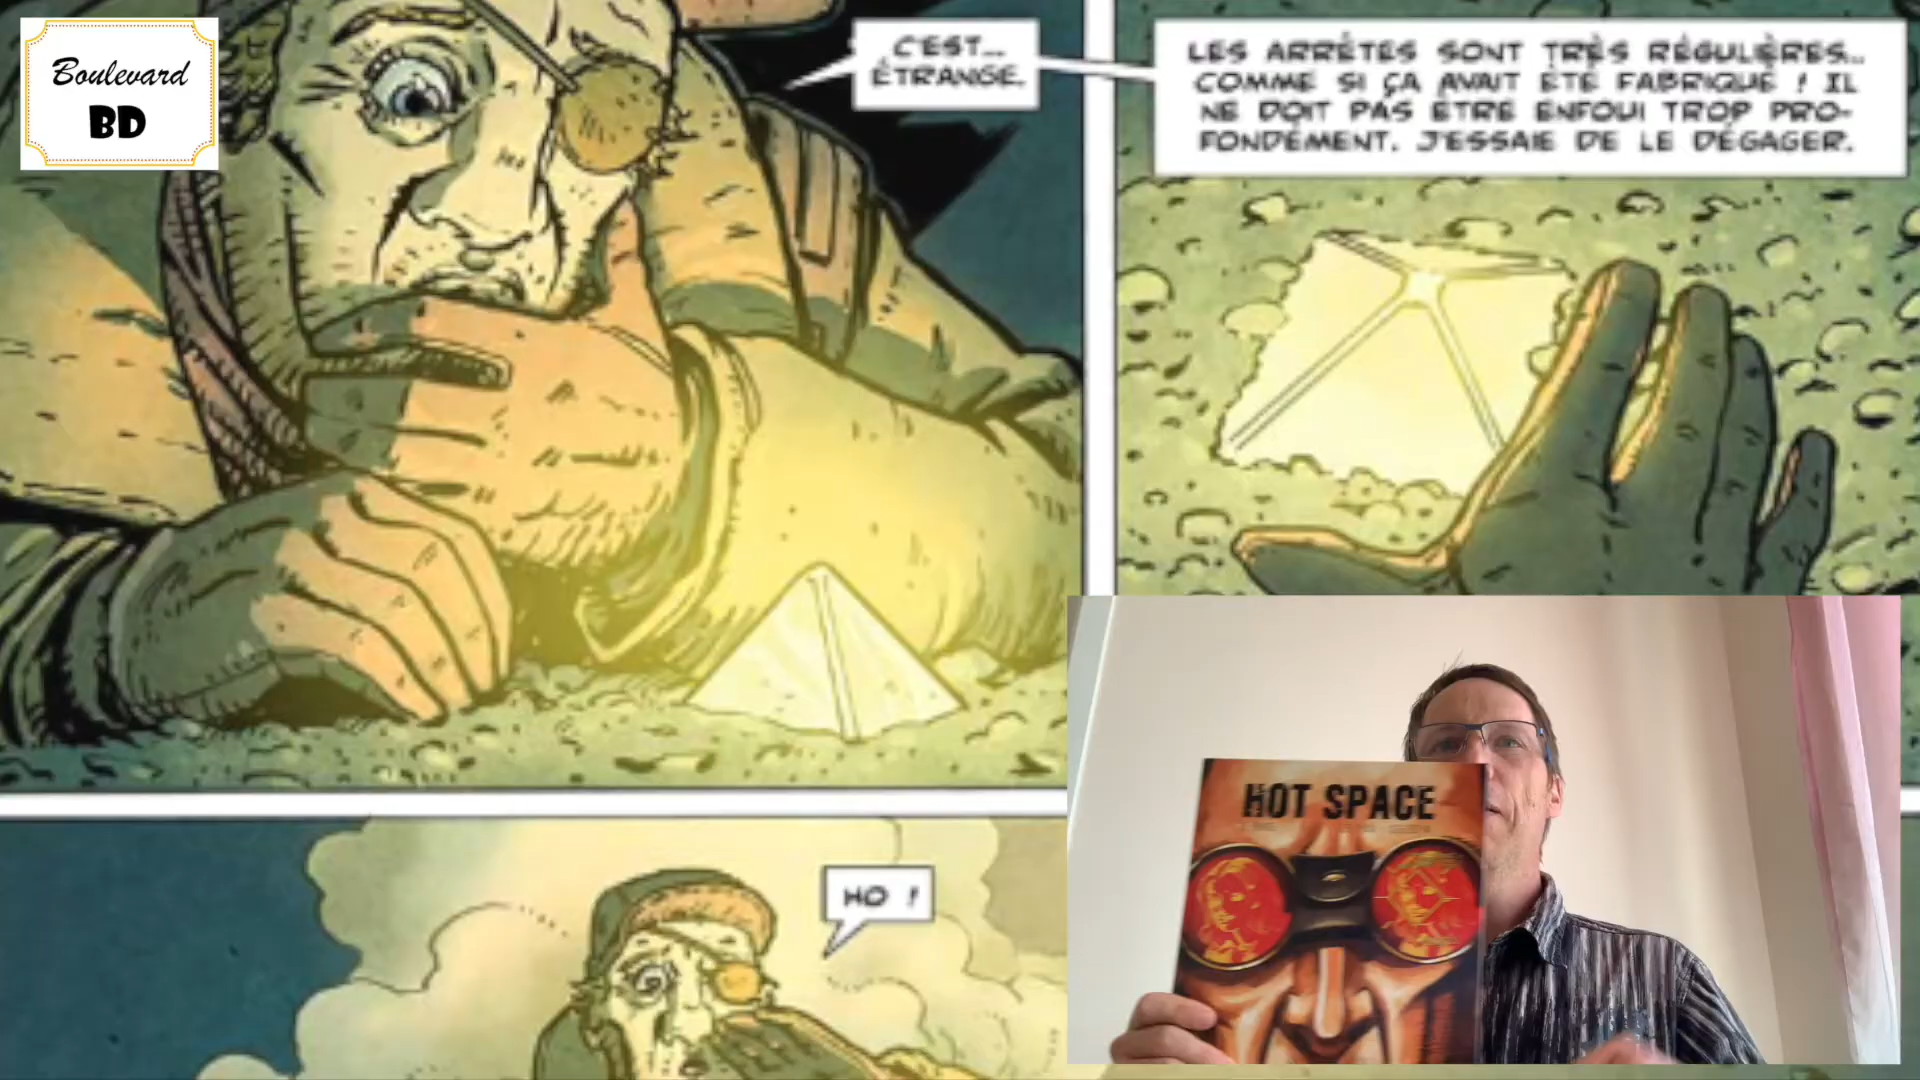 Boulevard
BD
C'EST...
ÉTRANGE.
LES ARRÊTES SONT TRÈS RÉGULIÈRES...
COMME SI ÇA AVAIT ÉTÉ FABRIQUÉ ! IL
NE DOIT PAS ÊTRE ENFOUI TROP PRO-
FONDÉMENT. J'ESSAIE DE LE DÉGAGER.
HO !
HOT SPACE